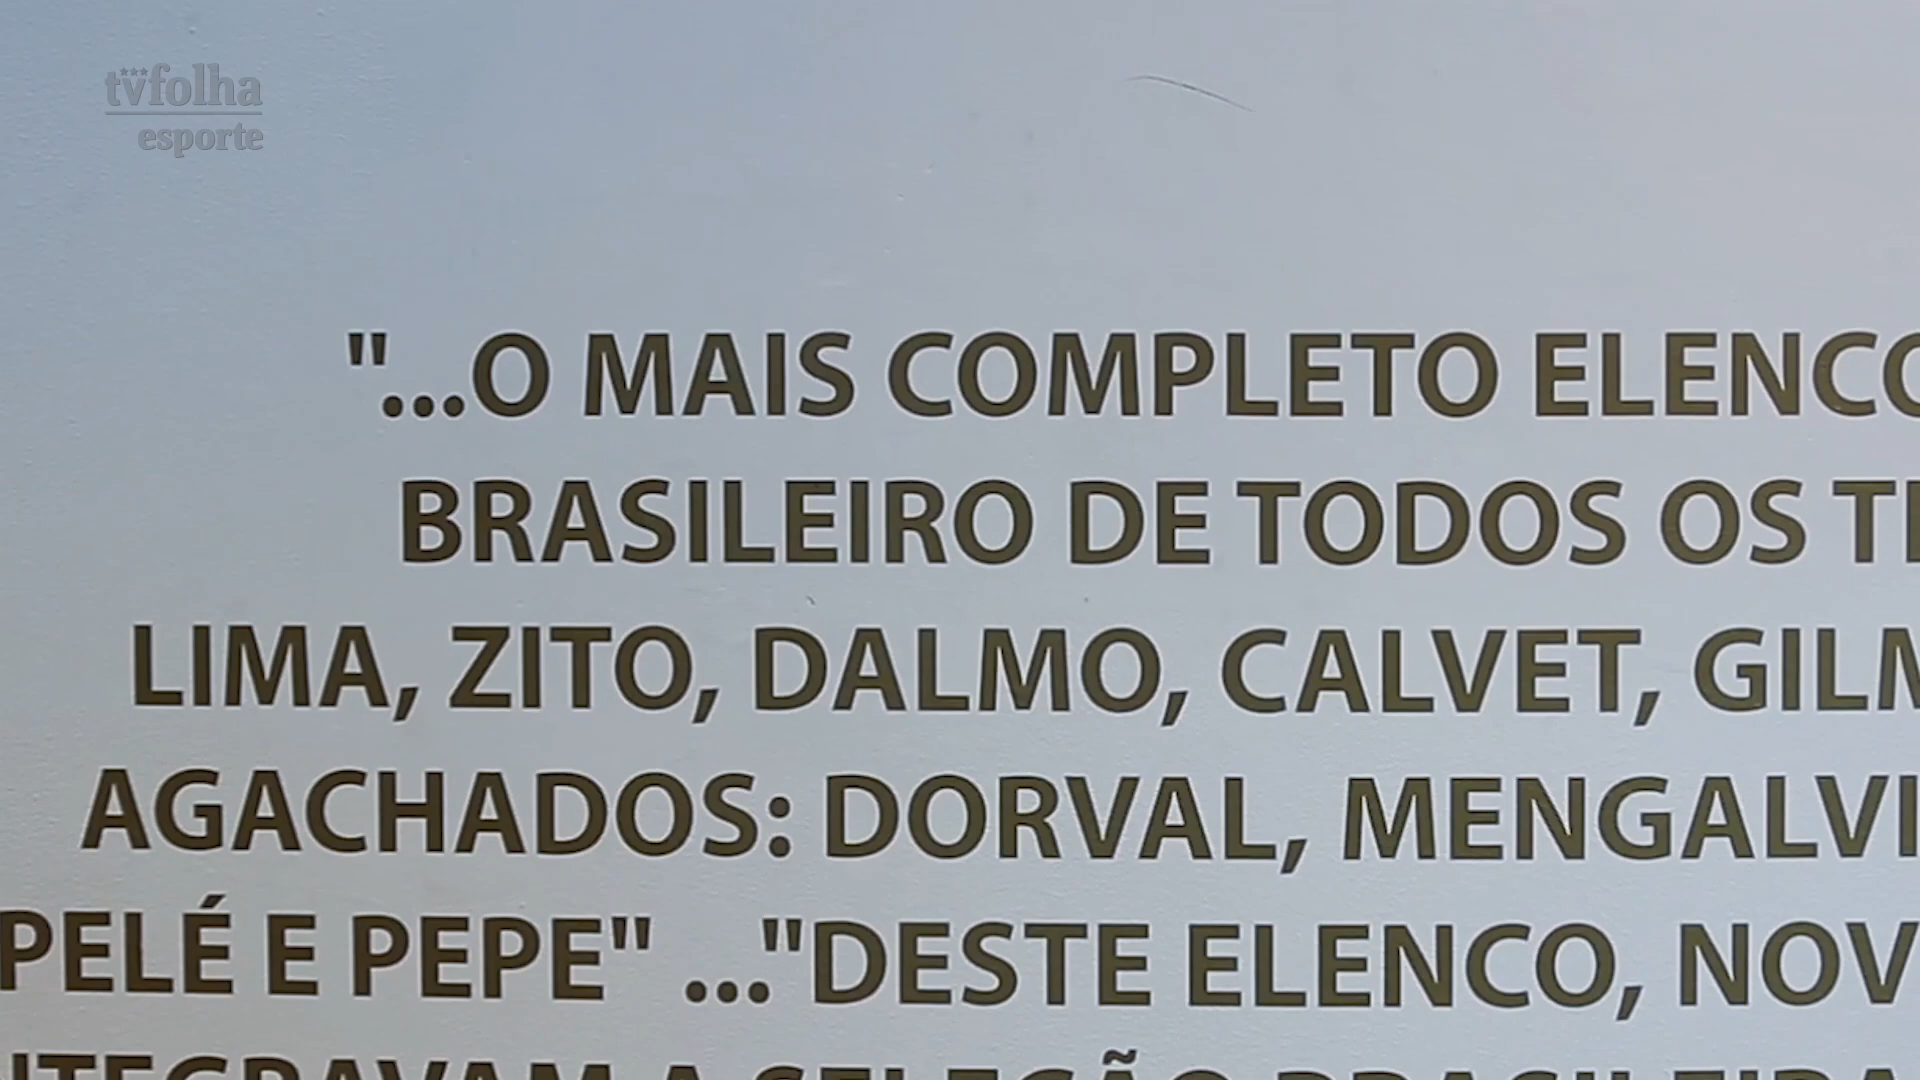 tvfolha
esporte
"...O MAIS COMPLETO ELENCO
BRASILEIRO DE TODOS OS
LIMA, ZITO, DALMO, CALVET,
AGACHADOS: DORVAL,
PELÉ E PEPE" ..."DESTE ELENCO,
A SELEÇÃO